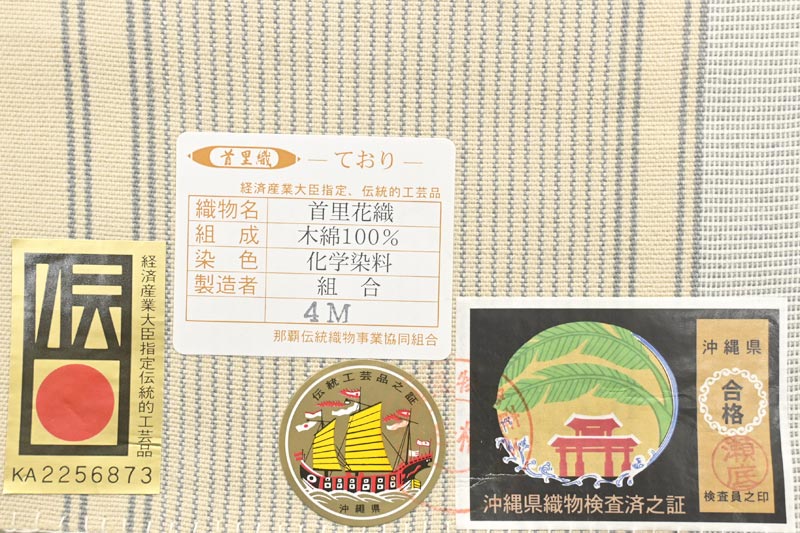 首里織
—ており—
経済産業大臣指定、伝統的工芸品
織物名 首里花織
組成 木綿100%
染色 化学染料
製造者 組合
4M
那覇伝統織物事業協同組合
伝
経済産業大臣指定伝統的工芸品
KA2256873
伝統工芸品之証
沖縄県
沖縄県
合格
検査員之印
沖縄県織物検査済之証